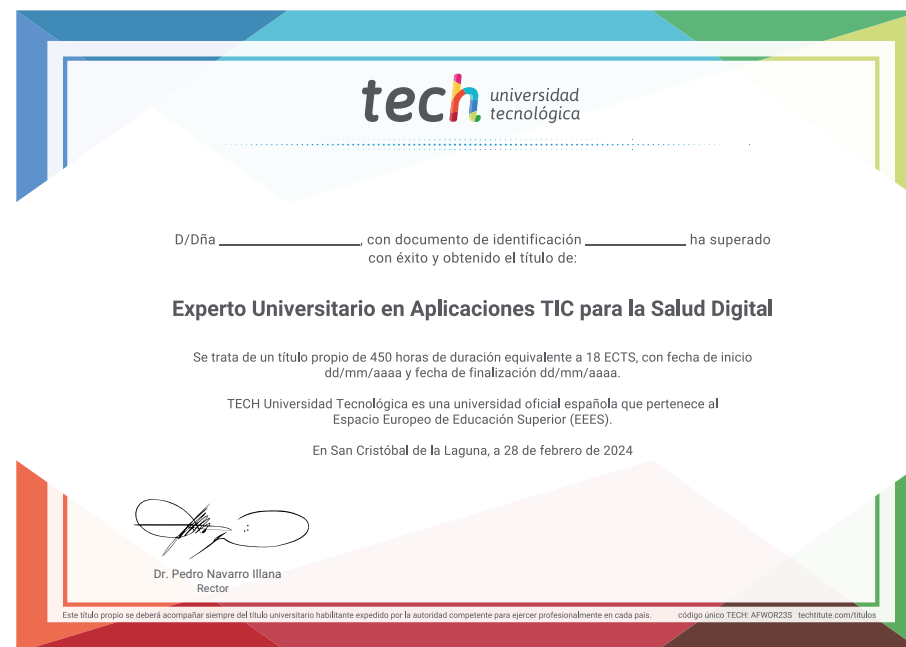 tech universidad
tecnológica
D/Dña ____________________, con documento de identificación ______________ ha superado
con éxito y obtenido el título de:
Experto Universitario en Aplicaciones TIC para la Salud Digital
Se trata de un título propio de 450 horas de duración equivalente a 18 ECTS, con fecha de inicio
dd/mm/aaaa y fecha de finalización dd/mm/aaaa.
TECH Universidad Tecnológica es una universidad oficial española que pertenece al
Espacio Europeo de Educación Superior (EEES).
En San Cristóbal de la Laguna, a 28 de febrero de 2024
Dr. Pedro Navarro Illana
Rector
Este título propio se deberá acompañar siempre del título universitario habilitante expedido por la autoridad competente para ejercer profesionalmente en cada país. código único TECH: AFWOR23S techtitute.com/titulos